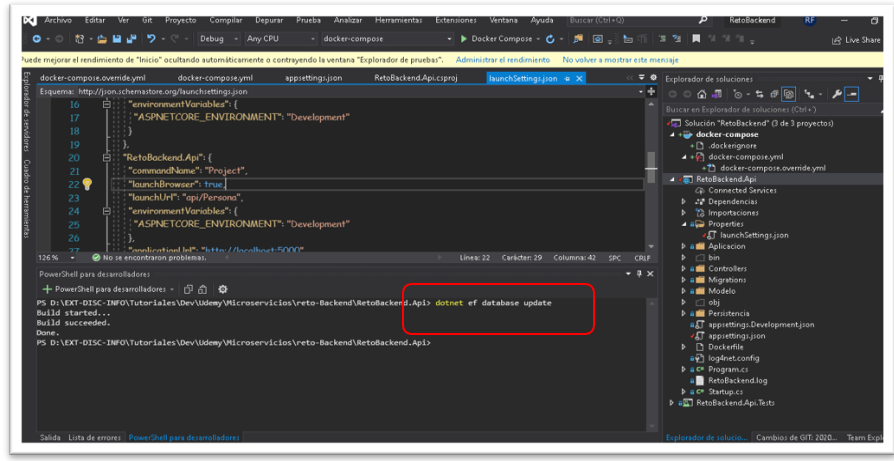 Archivo Editar Ver Git Proyecto Compilar Depurar Prueba Analizar Herramientas Extensiones Ventana Ayuda Buscar (Ctrl+Q) RetoBackend RF
Debug Any CPU docker-compose Docker Compose Live Share
Puede mejorar el rendimiento de "Inicio" ocultando automáticamente o contrayendo la ventana "Explorador de pruebas". Administrar el rendimiento No volver a mostrar este mensaje
docker-compose.override.yml docker-compose.yml appsettings.json RetoBackend.Api.csproj launchSettings.json
Esquema: http://json.schemastore.org/launchsettings.json
16 "environmentVariables": {
17 "ASPNETCORE_ENVIRONMENT": "Development"
18 }
19 },
20 "RetoBackend.Api": {
21 "commandName": "Project",
22 "launchBrowser": true,
23 "launchUrl": "api/Persona",
24 "environmentVariables": {
25 "ASPNETCORE_ENVIRONMENT": "Development"
26 },
27 "applicationUrl": "http://localhost:5000"
126 % No se encontraron problemas. Línea: 22 Carácter: 29 Columna: 42 SPC CRLF
PowerShell para desarrolladores
PowerShell para desarrolladores
PS D:\EXT-DISC-INFO\Tutoriales\Dev\Udemy\Microservicios\reto-Backend\RetoBackend.Api> dotnet ef database update
Build started...
Build succeeded.
Done.
PS D:\EXT-DISC-INFO\Tutoriales\Dev\Udemy\Microservicios\reto-Backend\RetoBackend.Api>
Salida Lista de errores PowerShell para desarrolladores
Explorador de servidores
Cuadro de herramientas
Explorador de soluciones
Buscar en Explorador de soluciones (Ctrl+')
Solución "RetoBackend" (3 de 3 proyectos)
docker-compose
.dockerignore
docker-compose.yml
docker-compose.override.yml
RetoBackend.Api
Connected Services
Dependencias
Importaciones
Properties
launchSettings.json
Aplicacion
bin
Controllers
Migrations
Modelo
obj
Persistencia
appsettings.Development.json
appsettings.json
Dockerfile
log4net.config
Program.cs
RetoBackend.log
Startup.cs
RetoBackend.Api.Tests
Explorador de solucio... Cambios de GIT: 2020... Team Expl